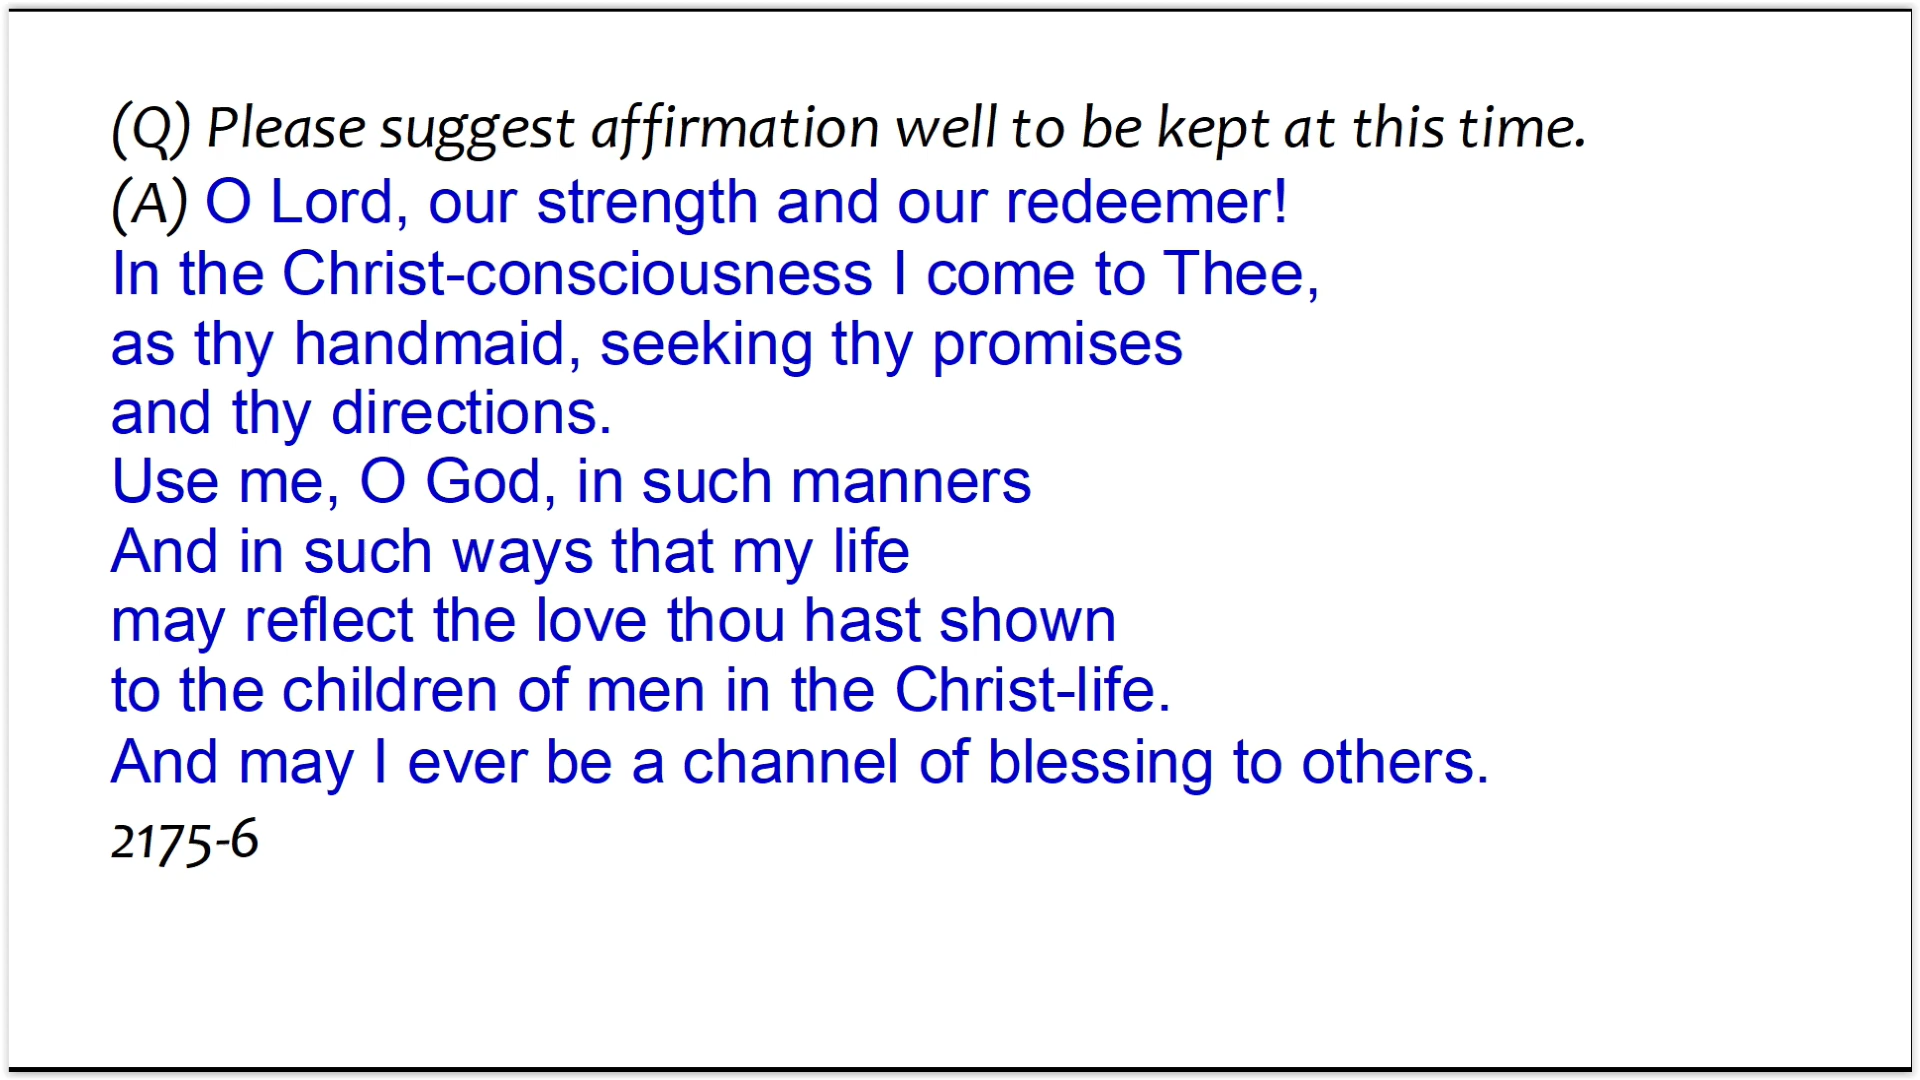 (Q) Please suggest affirmation well to be kept at this time.
(A) O Lord, our strength and our redeemer!
In the Christ-consciousness I come to Thee,
as thy handmaid, seeking thy promises
and thy directions.
Use me, O God, in such manners
And in such ways that my life
may reflect the love thou hast shown
to the children of men in the Christ-life.
And may I ever be a channel of blessing to others.
2175-6